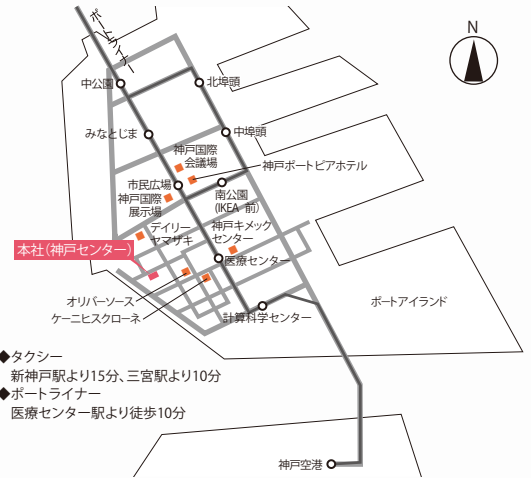 ポートライナー
N
中公園
北埠頭
みなとじま
中埠頭
神戸国際
会議場
神戸ポートピアホテル
市民広場
南公園
(IKEA 前)
神戸国際
展示場
デイリー
ヤマザキ
神戸キメック
センター
本社(神戸センター)
医療センター
オリバーソース
ケーニヒスクローネ
ポートアイランド
計算科学センター
◆タクシー
新神戸駅より15分、三宮駅より10分
◆ポートライナー
医療センター駅より徒歩10分
神戸空港